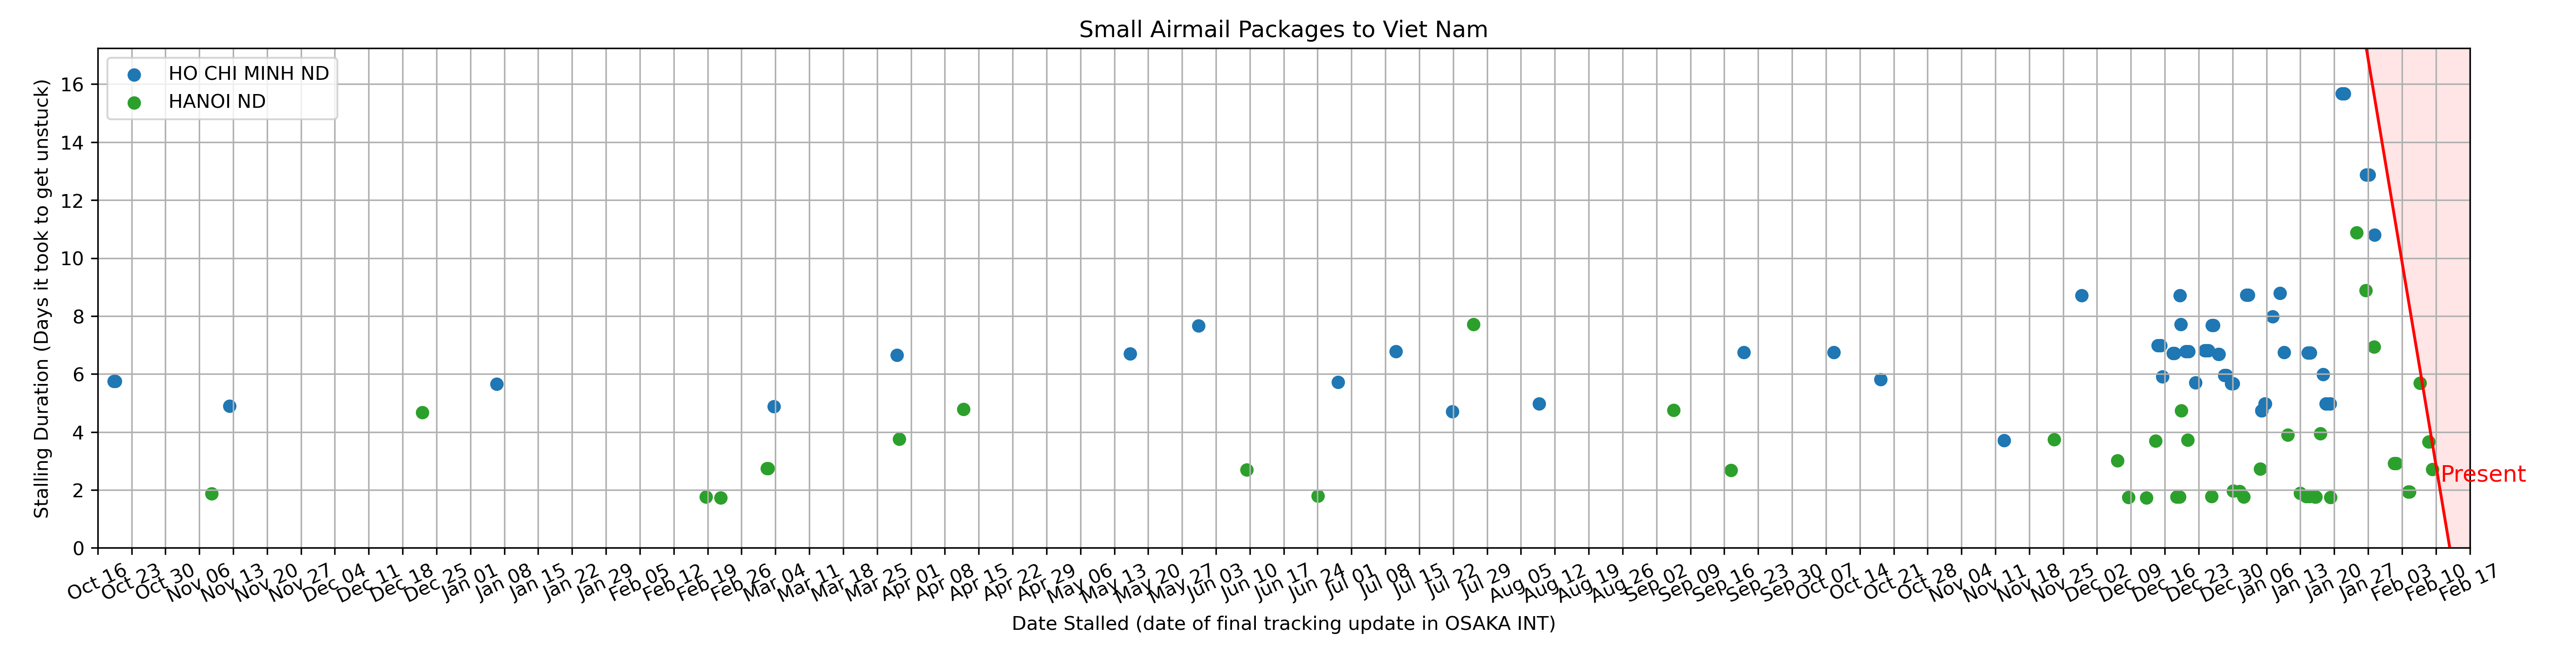 Small Airmail Packages to Viet Nam
HO CHI MINH ND
HANOI ND
Stalling Duration (Days it took to get unstuck)
16
14
12
10
8
6
4
2
0
Present
Oct 16
Oct 23
Oct 30
Nov 06
Nov 13
Nov 20
Nov 27
Dec 04
Dec 11
Dec 18
Dec 25
Jan 01
Jan 08
Jan 15
Jan 22
Jan 29
Feb 05
Feb 12
Feb 19
Feb 26
Mar 04
Mar 11
Mar 18
Mar 25
Apr 01
Apr 08
Apr 15
Apr 22
Apr 29
May 06
May 13
May 20
May 27
Jun 03
Jun 10
Jun 17
Jun 24
Jul 01
Jul 08
Jul 15
Jul 22
Jul 29
Aug 05
Aug 12
Aug 19
Aug 26
Sep 02
Sep 09
Sep 16
Sep 23
Sep 30
Oct 07
Oct 14
Oct 21
Oct 28
Nov 04
Nov 11
Nov 18
Nov 25
Dec 02
Dec 09
Dec 16
Dec 23
Dec 30
Jan 06
Jan 13
Jan 20
Jan 27
Feb 03
Feb 10
Feb 17
Date Stalled (date of final tracking update in OSAKA INT)